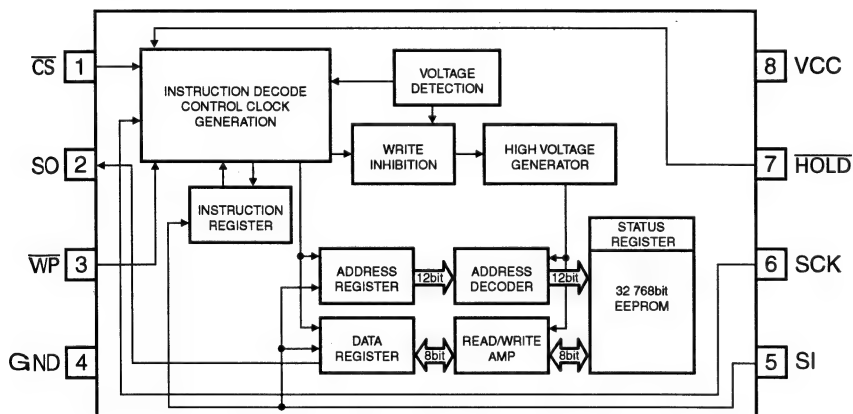 CS 1
INSTRUCTION DECODE
CONTROL CLOCK
GENERATION
VOLTAGE
DETECTION
8 VCC
SO 2
WRITE
INHIBITION
HIGH VOLTAGE
GENERATOR
7 HOLD
INSTRUCTION
REGISTER
STATUS
REGISTER
WP 3
ADDRESS
REGISTER
12bit
ADDRESS
DECODER
12bit
32 768bit
EEPROM
6 SCK
GND 4
DATA
REGISTER
8bit
READ/WRITE
AMP
8bit
5 SI